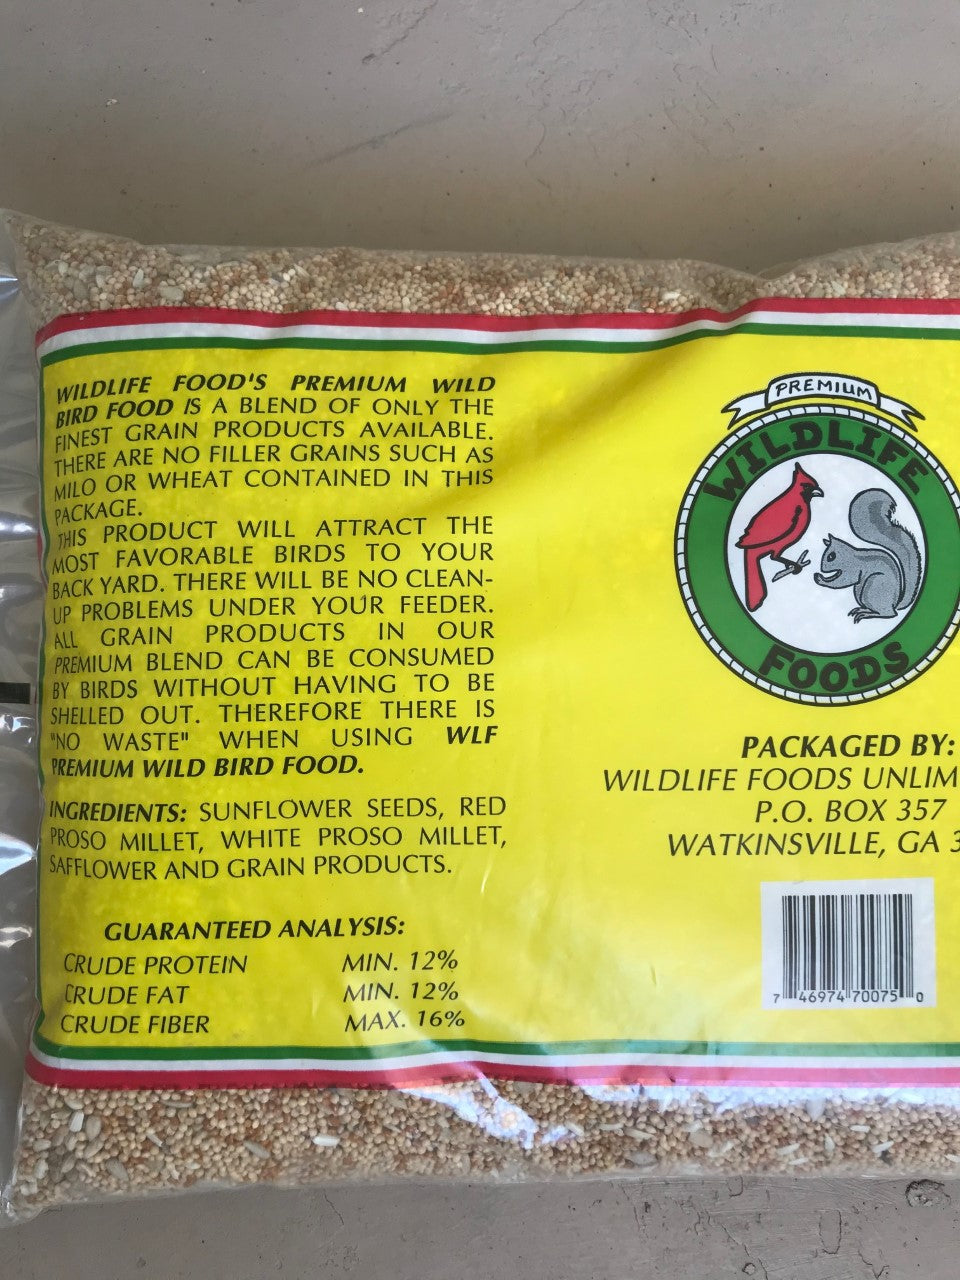 WILDLIFE FOOD'S PREMIUM WILD
BIRD FOOD IS A BLEND OF ONLY THE
FINEST GRAIN PRODUCTS AVAILABLE.
THERE ARE NO FILLER GRAINS SUCH AS
MILO OR WHEAT CONTAINED IN THIS
PACKAGE.
THIS PRODUCT WILL ATTRACT THE
MOST FAVORABLE BIRDS TO YOUR
BACK YARD. THERE WILL BE NO CLEAN-
UP PROBLEMS UNDER YOUR FEEDER.
ALL GRAIN PRODUCTS IN OUR
PREMIUM BLEND CAN BE CONSUMED
BY BIRDS WITHOUT HAVING TO BE
SHELLED OUT. THEREFORE THERE IS
"NO WASTE" WHEN USING WLF
PREMIUM WILD BIRD FOOD.
INGREDIENTS: SUNFLOWER SEEDS, RED
PROSO MILLET, WHITE PROSO MILLET,
SAFFLOWER AND GRAIN PRODUCTS.
GUARANTEED ANALYSIS:
CRUDE PROTEIN MIN. 12%
CRUDE FAT MIN. 12%
CRUDE FIBER MAX. 16%
PREMIUM
WILDLIFE
FOODS
PACKAGED BY:
WILDLIFE FOODS
P.O. BOX 357
WATKINSVILLE, GA
7 46974 70075 0